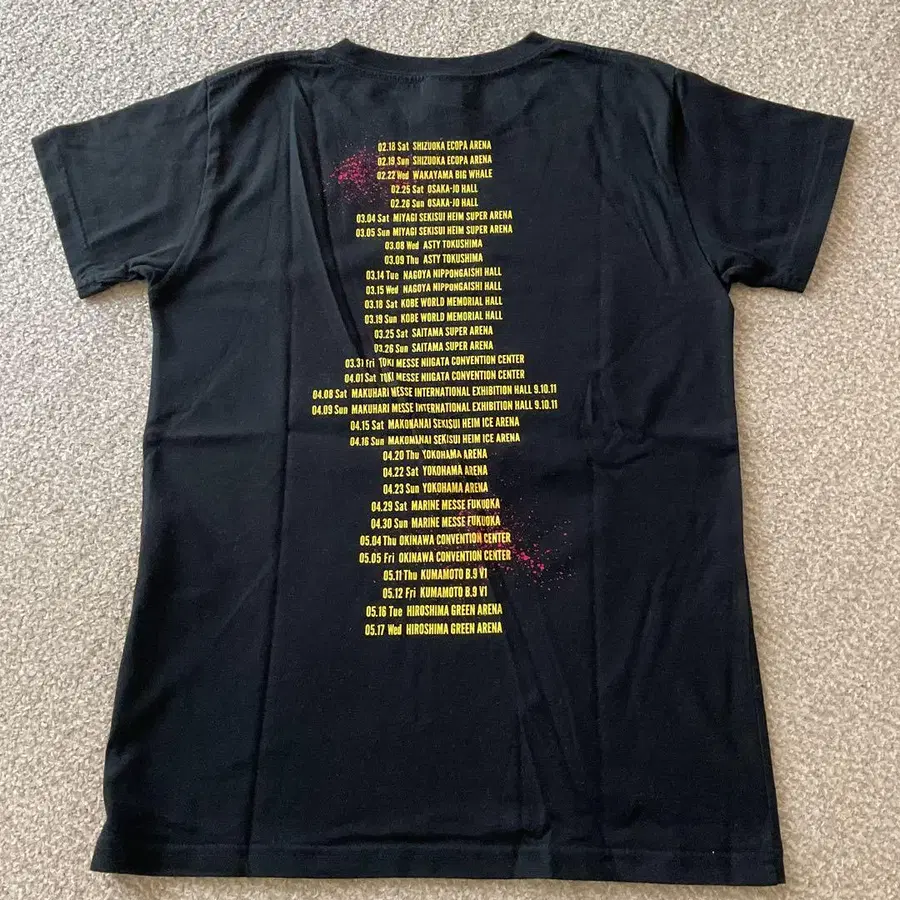 02.18 Sat SHIZUOKA ECOPA ARENA
02.19 Sun SHIZUOKA ECOPA ARENA
02.22 Wed WAKAYAMA BIG WHALE
02.25 Sat OSAKA-JO HALL
02.26 Sun OSAKA-JO HALL
03.04 Sat MIYAGI SEKISUI HEIM SUPER ARENA
03.05 Sun MIYAGI SEKISUI HEIM SUPER ARENA
03.08 Wed ASTY TOKUSHIMA
03.09 Thu ASTY TOKUSHIMA
03.14 Tue NAGOYA NIPPONGAISHI HALL
03.15 Wed NAGOYA NIPPONGAISHI HALL
03.18 Sat KOBE WORLD MEMORIAL HALL
03.19 Sun KOBE WORLD MEMORIAL HALL
03.25 Sat SAITAMA SUPER ARENA
03.26 Sun SAITAMA SUPER ARENA
03.31 Fri TOKI MESSE NIIGATA CONVENTION CENTER
04.01 Sat TOKI MESSE NIIGATA CONVENTION CENTER
04.08 Sat MAKUHARI MESSE INTERNATIONAL EXHIBITION HALL 9.10.11
04.09 Sun MAKUHARI MESSE INTERNATIONAL EXHIBITION HALL 9.10.11
04.15 Sat MAKOMANAI SEKISUI HEIM ICE ARENA
04.16 Sun MAKOMANAI SEKISUI HEIM ICE ARENA
04.20 Thu YOKOHAMA ARENA
04.22 Sat YOKOHAMA ARENA
04.23 Sun YOKOHAMA ARENA
04.29 Sat MARINE MESSE FUKUOKA
04.30 Sun MARINE MESSE FUKUOKA
05.04 Thu OKINAWA CONVENTION CENTER
05.05 Fri OKINAWA CONVENTION CENTER
05.11 Thu KUMAMOTO B.9 V1
05.12 Fri KUMAMOTO B.9 V1
05.16 Tue HIROSHIMA GREEN ARENA
05.17 Wed HIROSHIMA GREEN ARENA